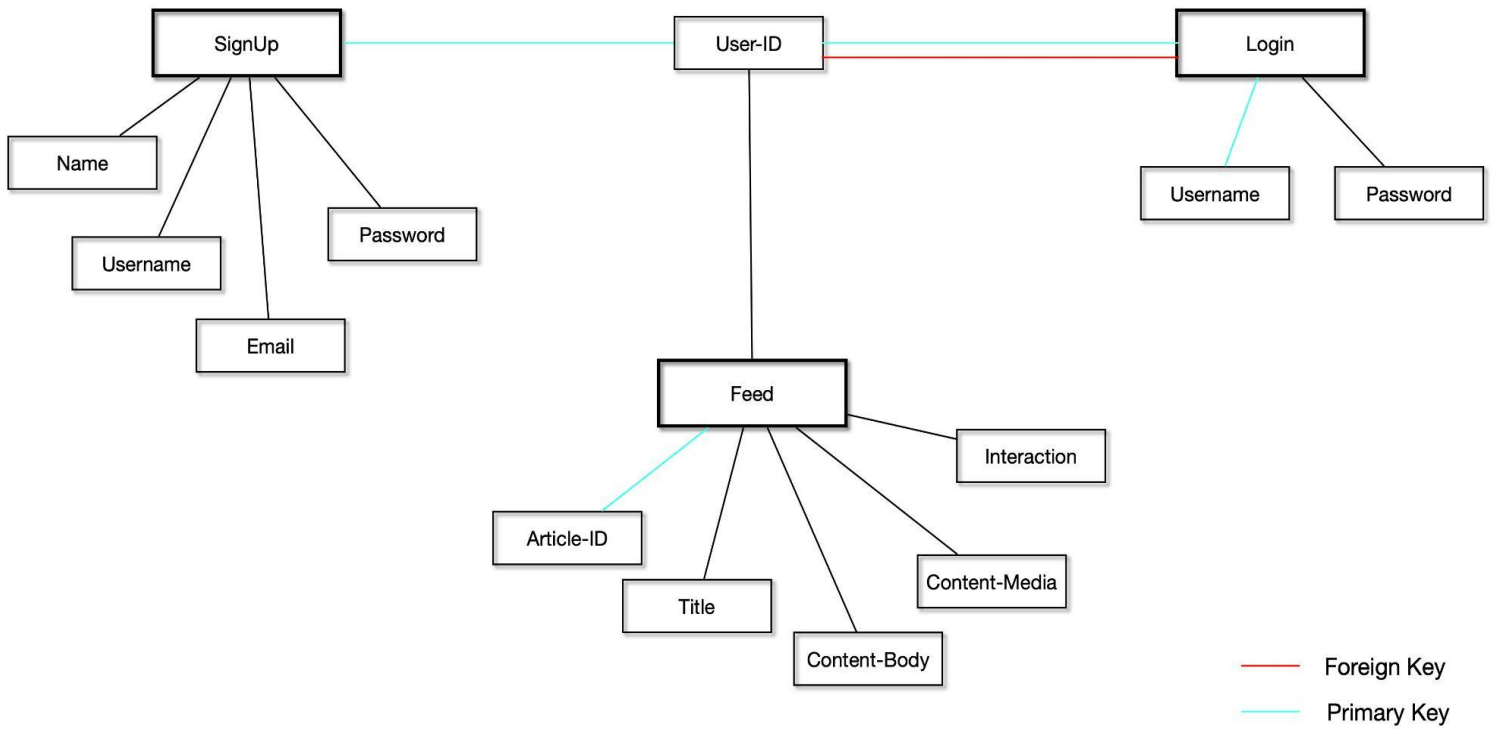 SignUp
User-ID
Login
Name
Username
Password
Password
Username
Email
Feed
Interaction
Article-ID
Content-Media
Title
Content-Body
Foreign Key
Primary Key